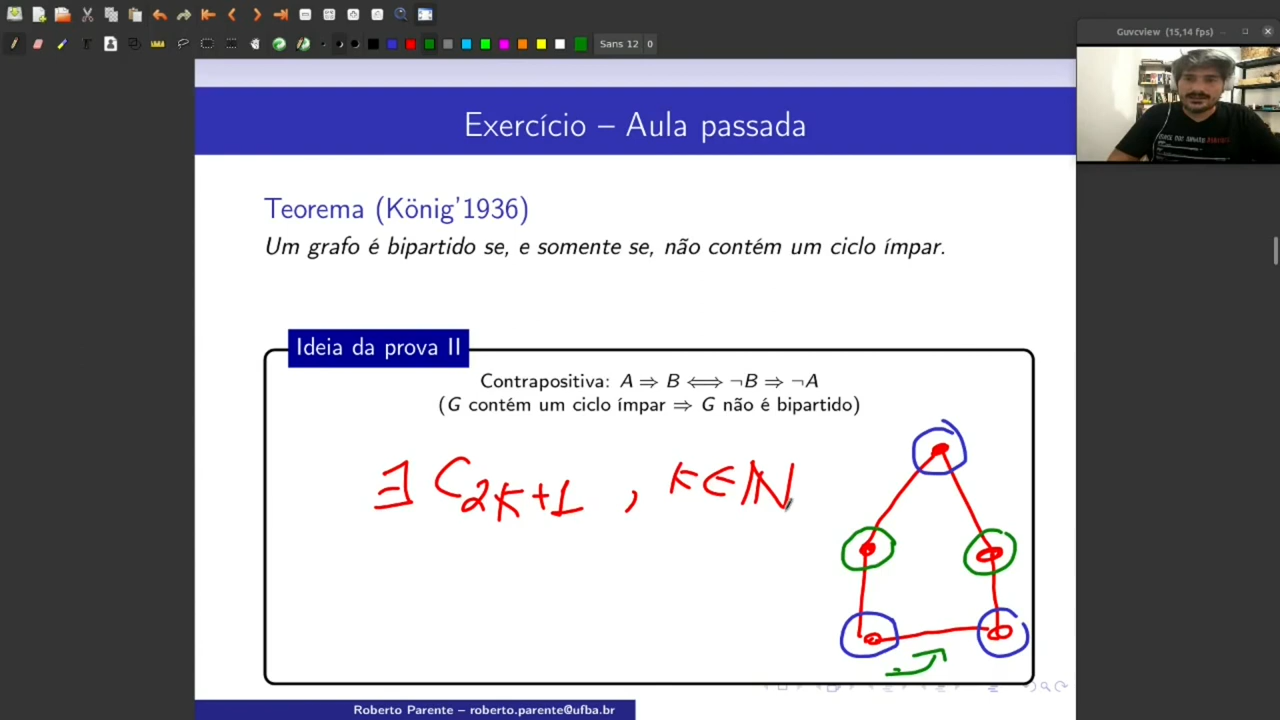 Sans 12 0
Guvcview (15,14 fps)
Exercício – Aula passada
Teorema (König'1936)
Um grafo é bipartido se, e somente se, não contém um ciclo ímpar.
Ideia da prova II
Contrapositiva: A ⇒ B ⟺ ¬B ⇒ ¬A
(G contém um ciclo ímpar ⇒ G não é bipartido)
∃ C₂ₖ₊₁ , k∈ℕ
Roberto Parente – roberto.parente@ufba.br